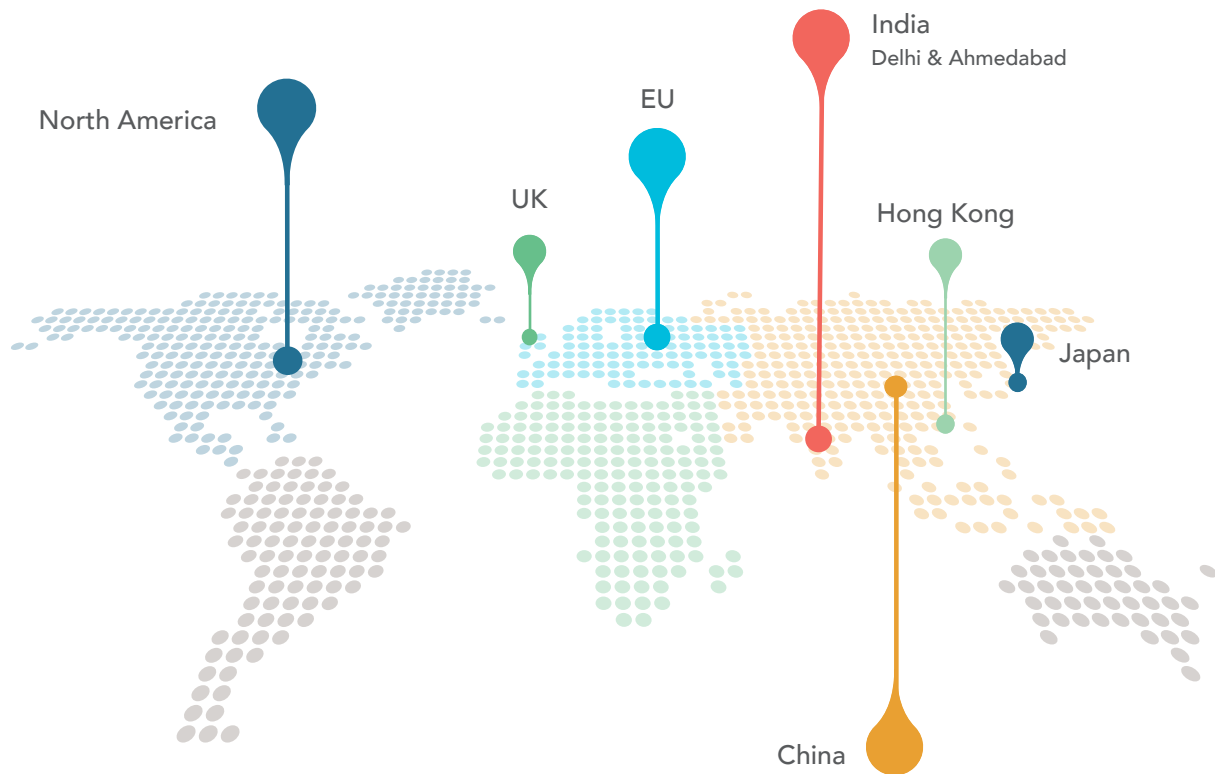 India
Delhi & Ahmedabad
EU
North America
UK
Hong Kong
Japan
China